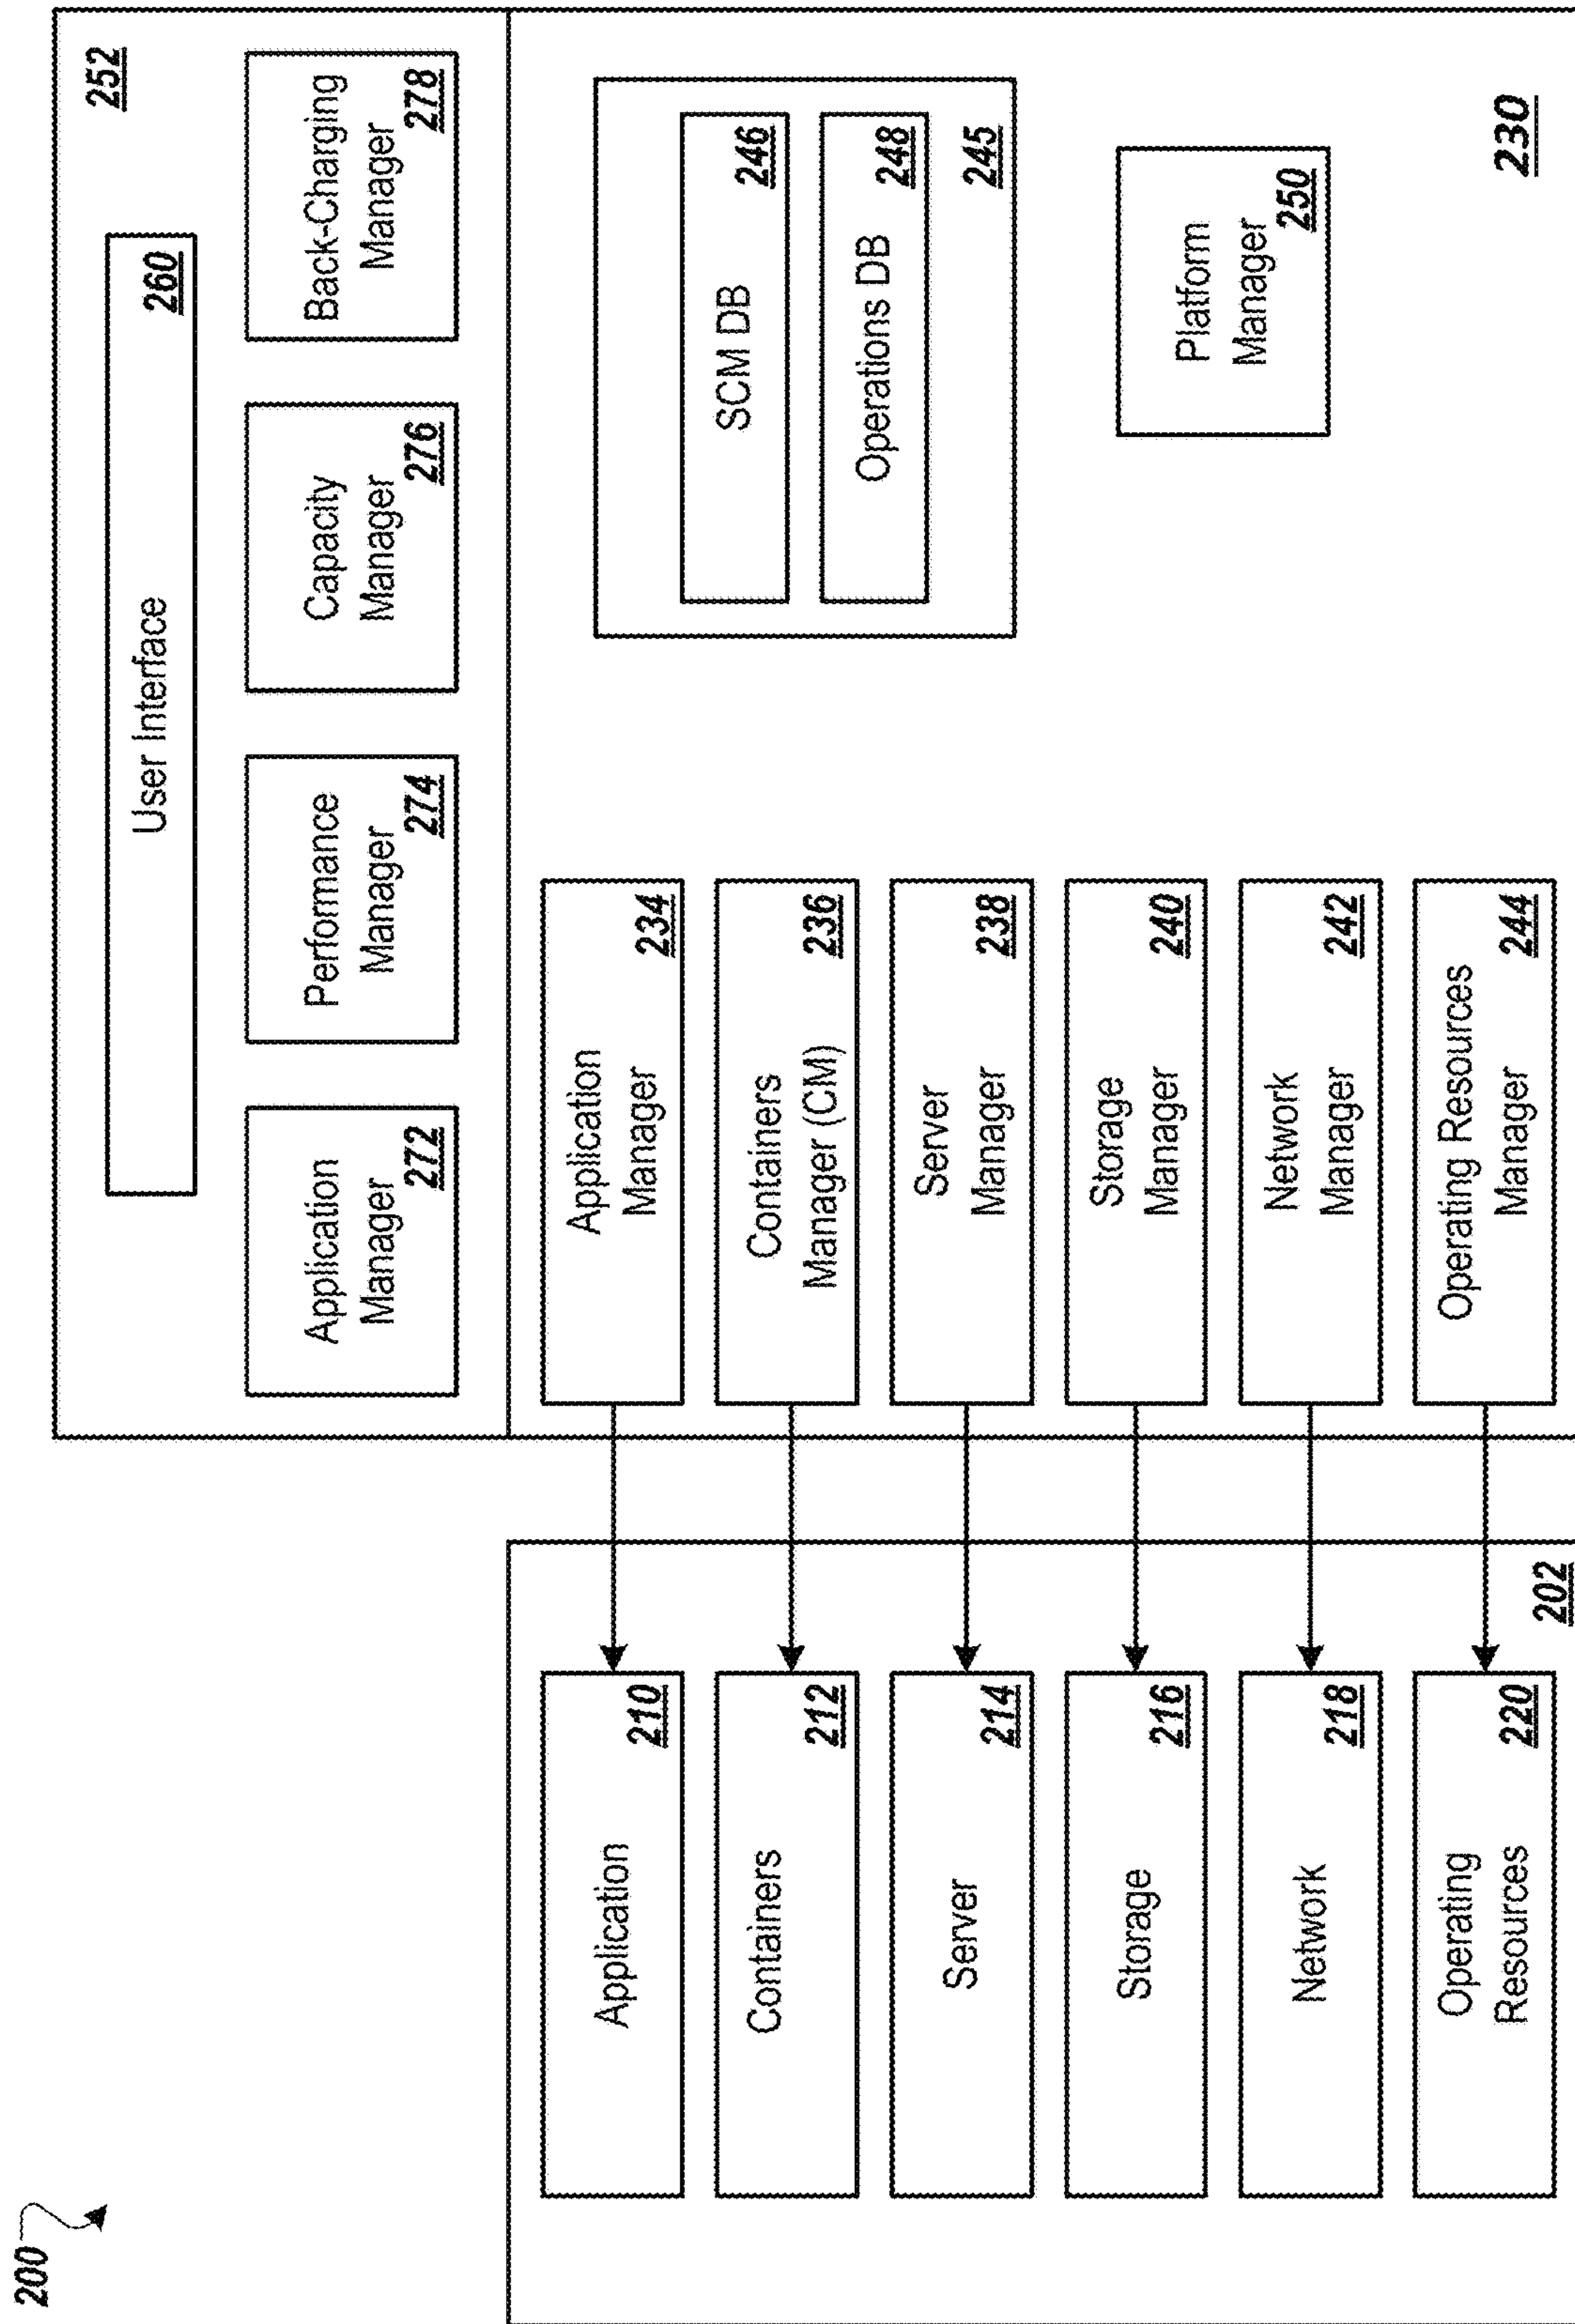 200
252
User Interface
260
Application
Manager
272
Performance
Manager
274
Capacity
Manager
276
Back-Charging
Manager
278
Application
210
Containers
212
Server
214
Storage
216
Network
218
Operating
Resources
220
202
Application
Manager
234
Containers
Manager (CM)
236
Server
Manager
238
Storage
Manager
240
Network
Manager
242
Operating Resources
Manager
244
SCM DB
246
Operations DB
248
245
Platform
Manager
250
230